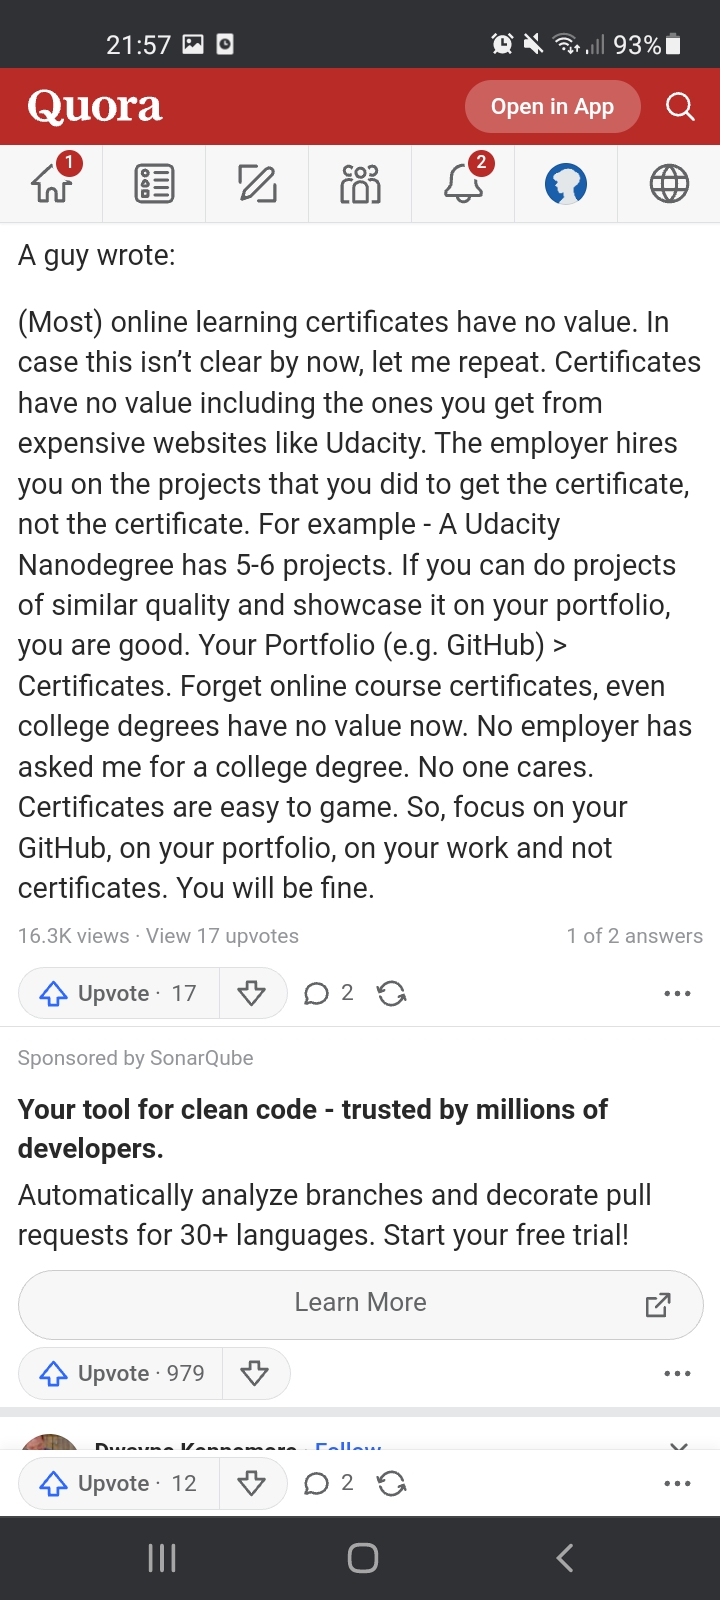 21:57
93%
Quora
Open in App
1
2
A guy wrote:
(Most) online learning certificates have no value. In
case this isn’t clear by now, let me repeat. Certificates
have no value including the ones you get from
expensive websites like Udacity. The employer hires
you on the projects that you did to get the certificate,
not the certificate. For example - A Udacity
Nanodegree has 5-6 projects. If you can do projects
of similar quality and showcase it on your portfolio,
you are good. Your Portfolio (e.g. GitHub) >
Certificates. Forget online course certificates, even
college degrees have no value now. No employer has
asked me for a college degree. No one cares.
Certificates are easy to game. So, focus on your
GitHub, on your portfolio, on your work and not
certificates. You will be fine.
16.3K views · View 17 upvotes
1 of 2 answers
Upvote · 17
2
Sponsored by SonarQube
Your tool for clean code - trusted by millions of
developers.
Automatically analyze branches and decorate pull
requests for 30+ languages. Start your free trial!
Learn More
Upvote · 979
Follow
Upvote · 12
2